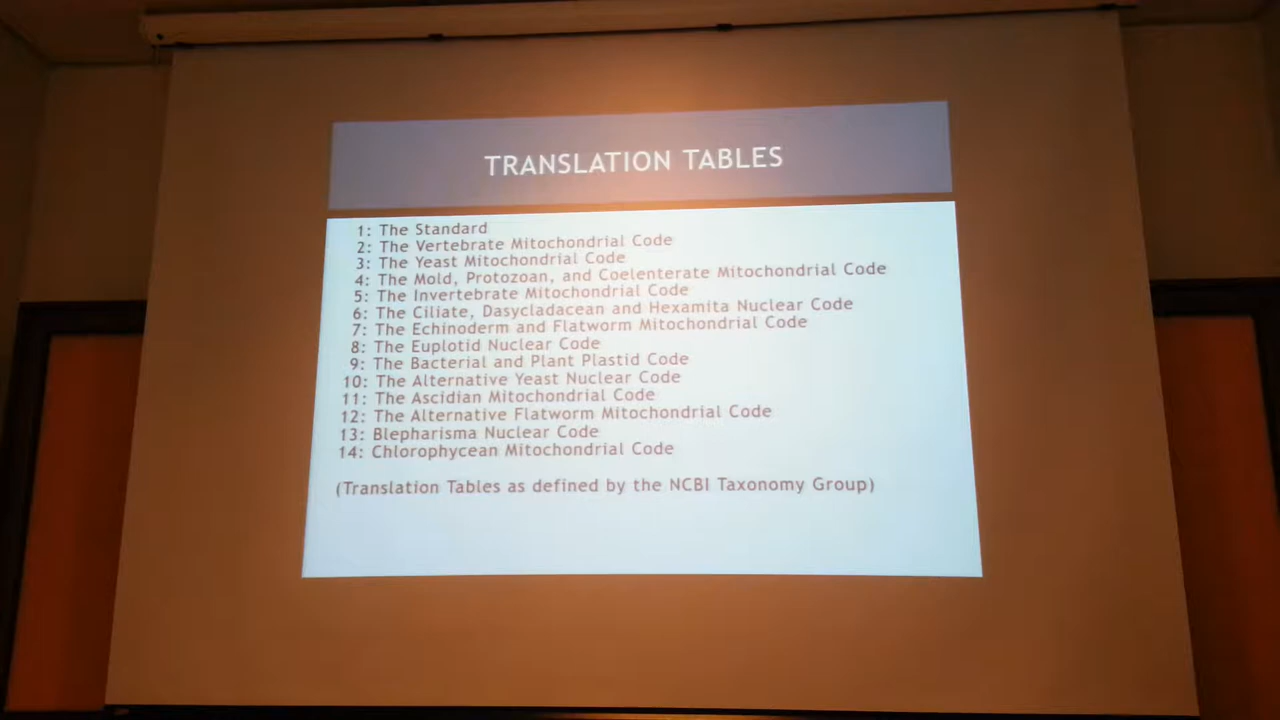 TRANSLATION TABLES
1: The Standard
2: The Vertebrate Mitochondrial Code
3: The Yeast Mitochondrial Code
4: The Mold, Protozoan, and Coelenterate Mitochondrial Code
5: The Invertebrate Mitochondrial Code
6: The Ciliate, Dasycladacean and Hexamita Nuclear Code
7: The Echinoderm and Flatworm Mitochondrial Code
8: The Euplotid Nuclear Code
9: The Bacterial and Plant Plastid Code
10: The Alternative Yeast Nuclear Code
11: The Ascidian Mitochondrial Code
12: The Alternative Flatworm Mitochondrial Code
13: Blepharisma Nuclear Code
14: Chlorophycean Mitochondrial Code
(Translation Tables as defined by the NCBI Taxonomy Group)